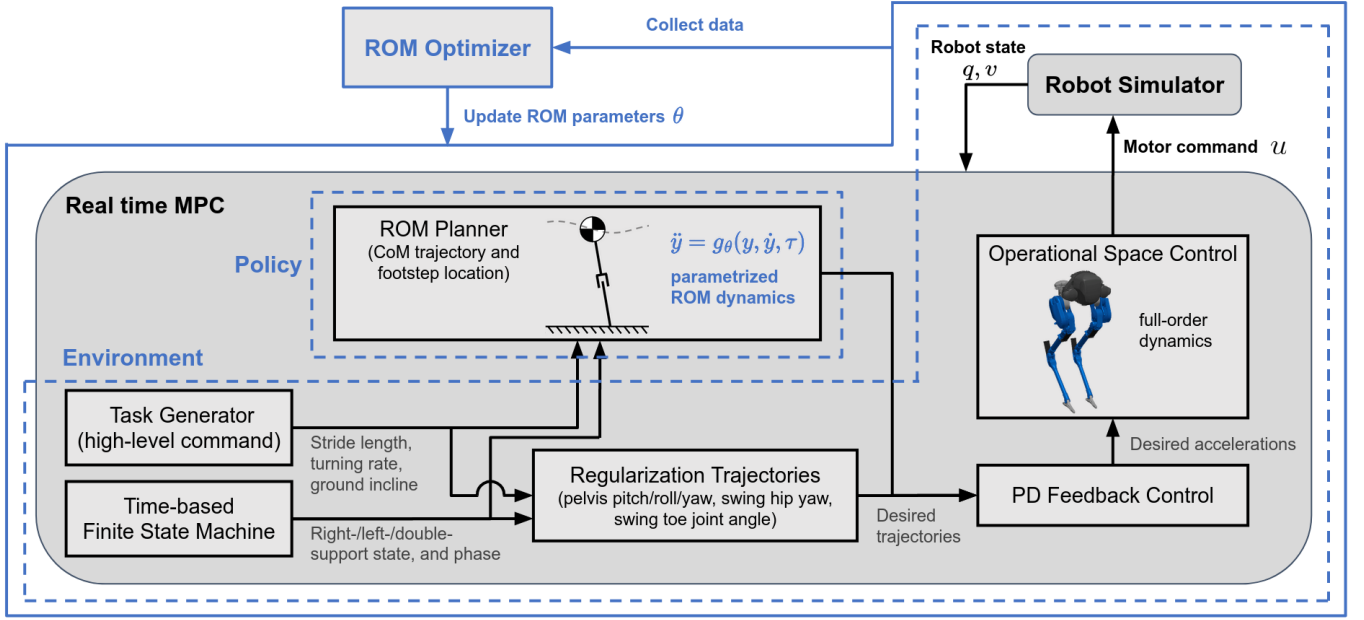 ROM Optimizer
Collect data
Update ROM parameters θ
Robot state
q, v
Robot Simulator
Motor command u
Real time MPC
Policy
ROM Planner
(CoM trajectory and
footstep location)
ÿ = g_θ(y, ẏ, τ)
parametrized
ROM dynamics
Operational Space Control
full-order
dynamics
Environment
Task Generator
(high-level command)
Stride length,
turning rate,
ground incline
Time-based
Finite State Machine
Right-/left-/double-
support state, and phase
Regularization Trajectories
(pelvis pitch/roll/yaw, swing hip yaw,
swing toe joint angle)
Desired
trajectories
Desired accelerations
PD Feedback Control